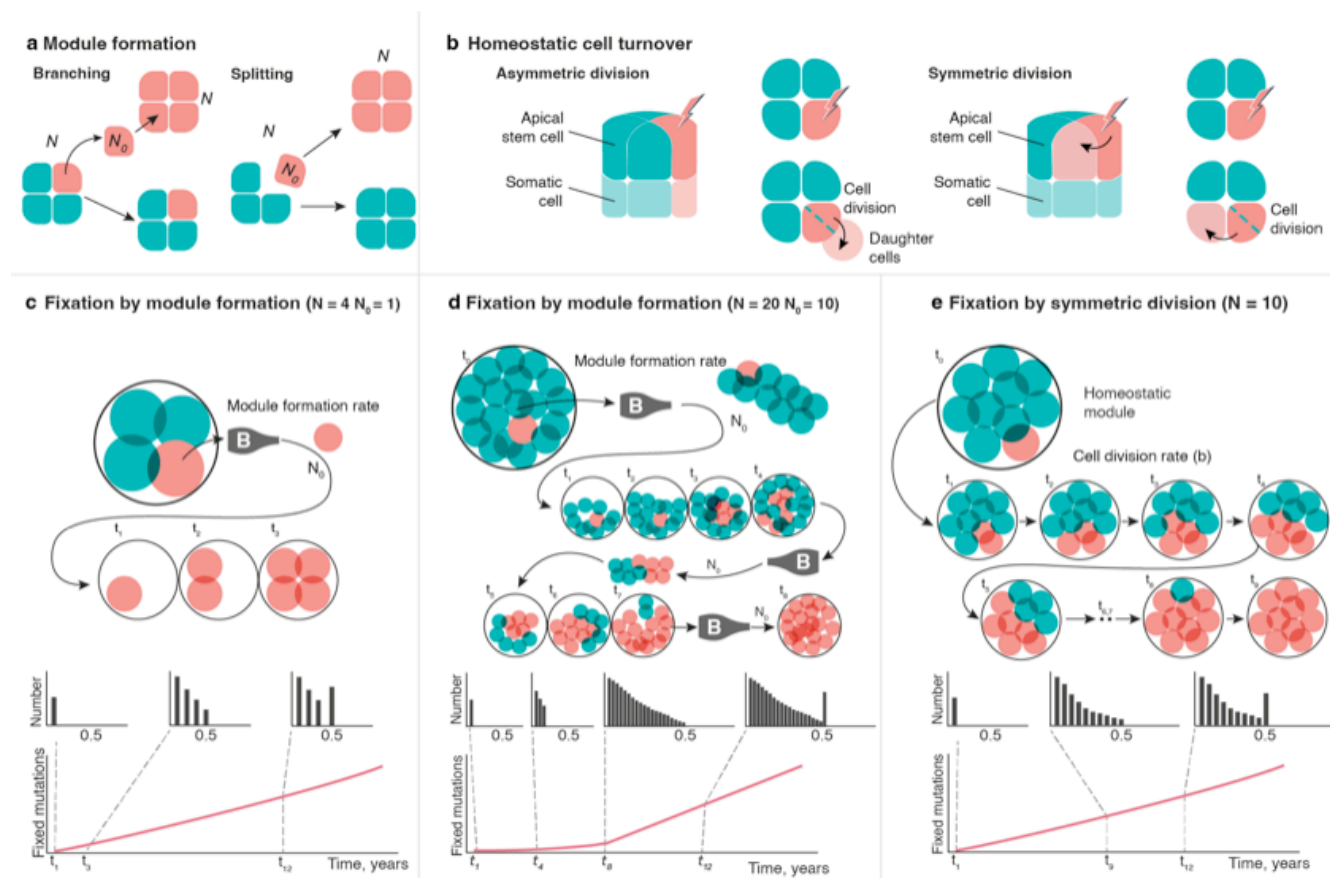 a Module formation
Branching
Splitting
N
N
N₀
N
N
N₀
b Homeostatic cell turnover
Asymmetric division
Apical
stem cell
Somatic
cell
Cell
division
Daughter
cells
Symmetric division
Apical
stem cell
Somatic
cell
Cell
division
c Fixation by module formation (N = 4 N₀ = 1)
Module formation rate
B
N₀
t₁
t₂
t₃
Number
0.5
0.5
0.5
Fixed mutations
t₁
t₃
t₁₂
Time, years
d Fixation by module formation (N = 20 N₀ = 10)
t₀
Module formation rate
B
N₀
t₁
t₂
t₃
t₄
B
N₀
t₅
t₆
t₇
B
N₀
t₈
Number
0.5
0.5
0.5
0.5
Fixed mutations
t₁
t₄
t₈
t₁₂
Time, years
e Fixation by symmetric division (N = 10)
t₀
Homeostatic
module
Cell division rate (b)
t₁
t₂
t₃
t₄
t₅
t₆,₇
t₈
t₉
Number
0.5
0.5
0.5
Fixed mutations
t₁
t₉
t₁₂
Time, years